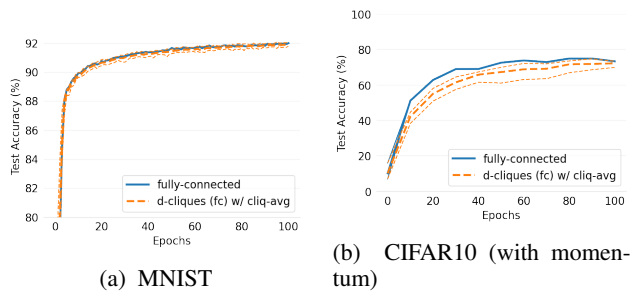 92
90
88
86
84
82
80
Test Accuracy (%)
0 20 40 60 80 100
Epochs
fully-connected
d-cliques (fc) w/ cliq-avg
(a) MNIST
100
80
60
40
20
0
Test Accuracy (%)
0 20 40 60 80 100
Epochs
fully-connected
d-cliques (fc) w/ cliq-avg
(b) CIFAR10 (with momen-
tum)